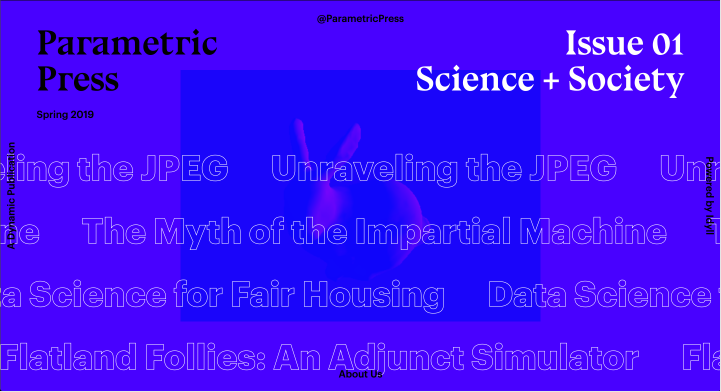 @ParametricPress
Parametric
Press
Issue 01
Science + Society
Spring 2019
A Dynamic Publication
Powered by Idyll
ling the JPEG Unraveling the JPEG Unr
ne The Myth of the Impartial Machine
a Science for Fair Housing Data Science
Flatland Follies: An Adjunct Simulator Fla
About Us